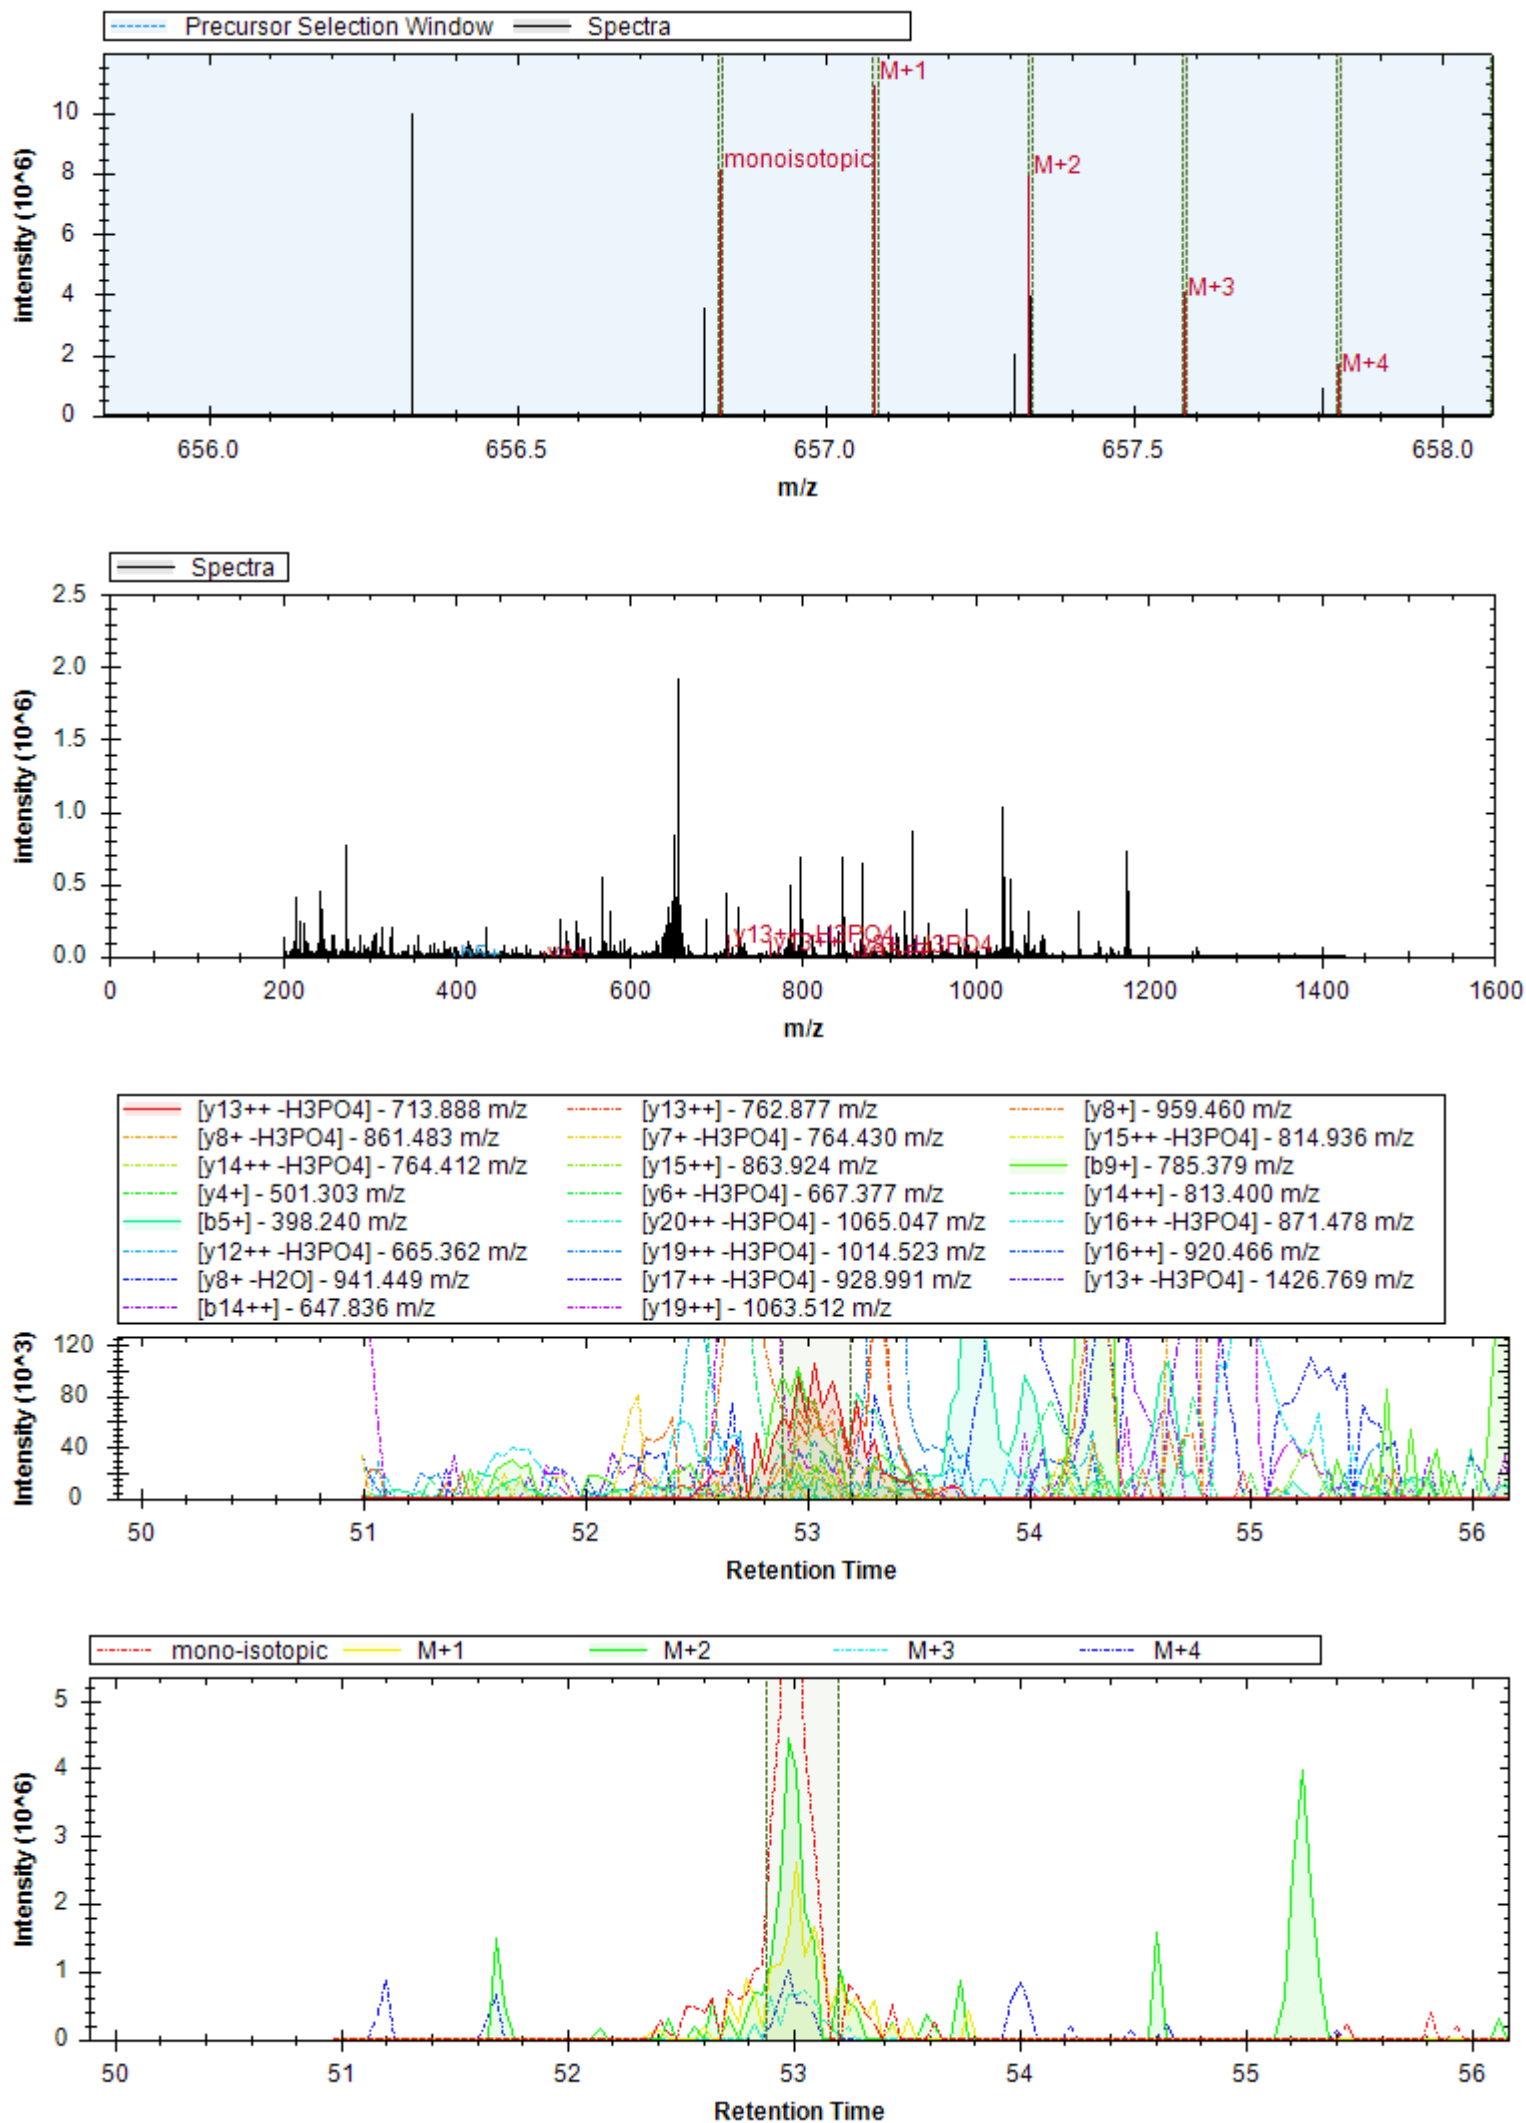 Precursor Selection Window Spectra
intensity (10^6)
10
8
6
4
2
0
monoisotopic
M+1
M+2
M+3
M+4
656.0 656.5 657.0 657.5 658.0
m/z
Spectra
intensity (10^6)
2.5
2.0
1.5
1.0
0.5
0.0
0 200 400 600 800 1000 1200 1400 1600
m/z
[y13++ -H3PO4] - 713.888 m/z [y13++] - 762.877 m/z [y8+] - 959.460 m/z
[y8+ -H3PO4] - 861.483 m/z [y7+ -H3PO4] - 764.430 m/z [y15++ -H3PO4] - 814.936 m/z
[y14++ -H3PO4] - 764.412 m/z [y15++] - 863.924 m/z [b9+] - 785.379 m/z
[y4+] - 501.303 m/z [y6+ -H3PO4] - 667.377 m/z [y14++] - 813.400 m/z
[b5+] - 398.240 m/z [y20++ -H3PO4] - 1065.047 m/z [y16++ -H3PO4] - 871.478 m/z
[y12++ -H3PO4] - 665.362 m/z [y19++ -H3PO4] - 1014.523 m/z [y16++] - 920.466 m/z
[y8+ -H2O] - 941.449 m/z [y17++ -H3PO4] - 928.991 m/z [y13+ -H3PO4] - 1426.769 m/z
[b14++] - 647.836 m/z [y19++] - 1063.512 m/z
Intensity (10^3)
120
80
40
0
50 51 52 53 54 55 56
Retention Time
mono-isotopic M+1 M+2 M+3 M+4
Intensity (10^6)
5
4
3
2
1
0
50 51 52 53 54 55 56
Retention Time